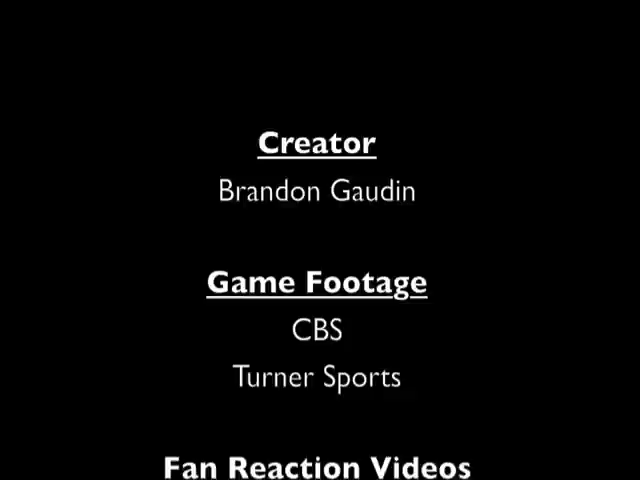 Creator
Brandon Gaudin
Game Footage
CBS
Turner Sports
Fan Reaction Videos